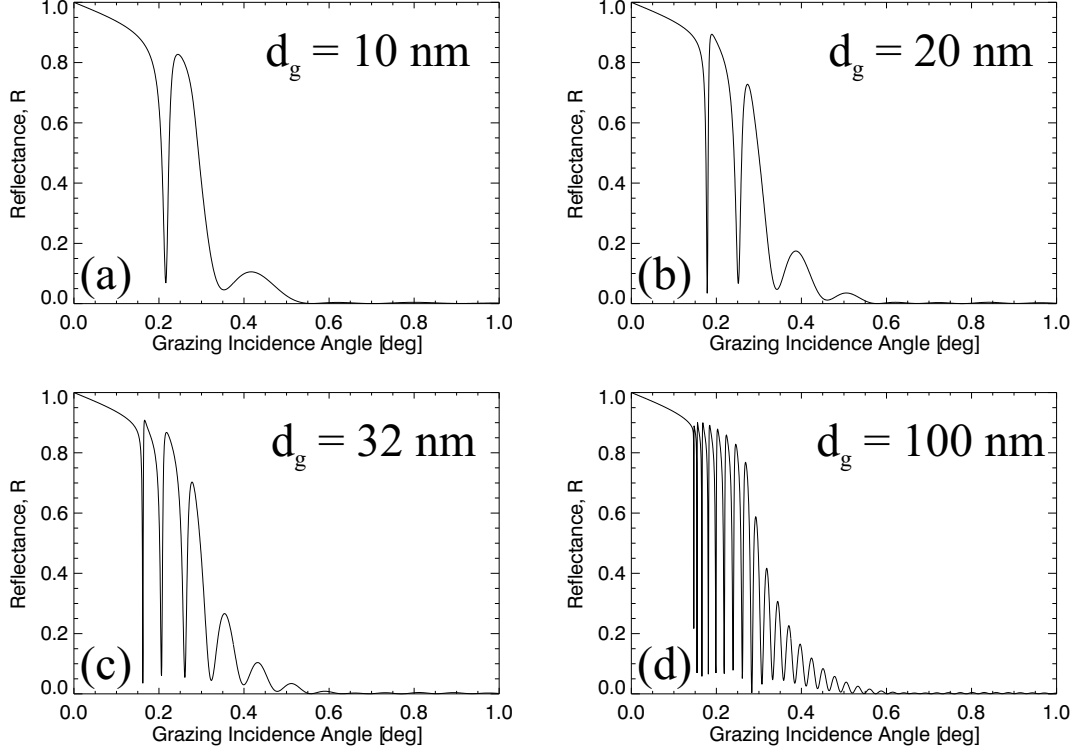 1.0
0.8
0.6
0.4
0.2
0.0
Reflectance, R
d_g = 10 nm
(a)
0.0 0.2 0.4 0.6 0.8 1.0
Grazing Incidence Angle [deg]
1.0
0.8
0.6
0.4
0.2
0.0
Reflectance, R
d_g = 20 nm
(b)
0.0 0.2 0.4 0.6 0.8 1.0
Grazing Incidence Angle [deg]
1.0
0.8
0.6
0.4
0.2
0.0
Reflectance, R
d_g = 32 nm
(c)
0.0 0.2 0.4 0.6 0.8 1.0
Grazing Incidence Angle [deg]
1.0
0.8
0.6
0.4
0.2
0.0
Reflectance, R
d_g = 100 nm
(d)
0.0 0.2 0.4 0.6 0.8 1.0
Grazing Incidence Angle [deg]